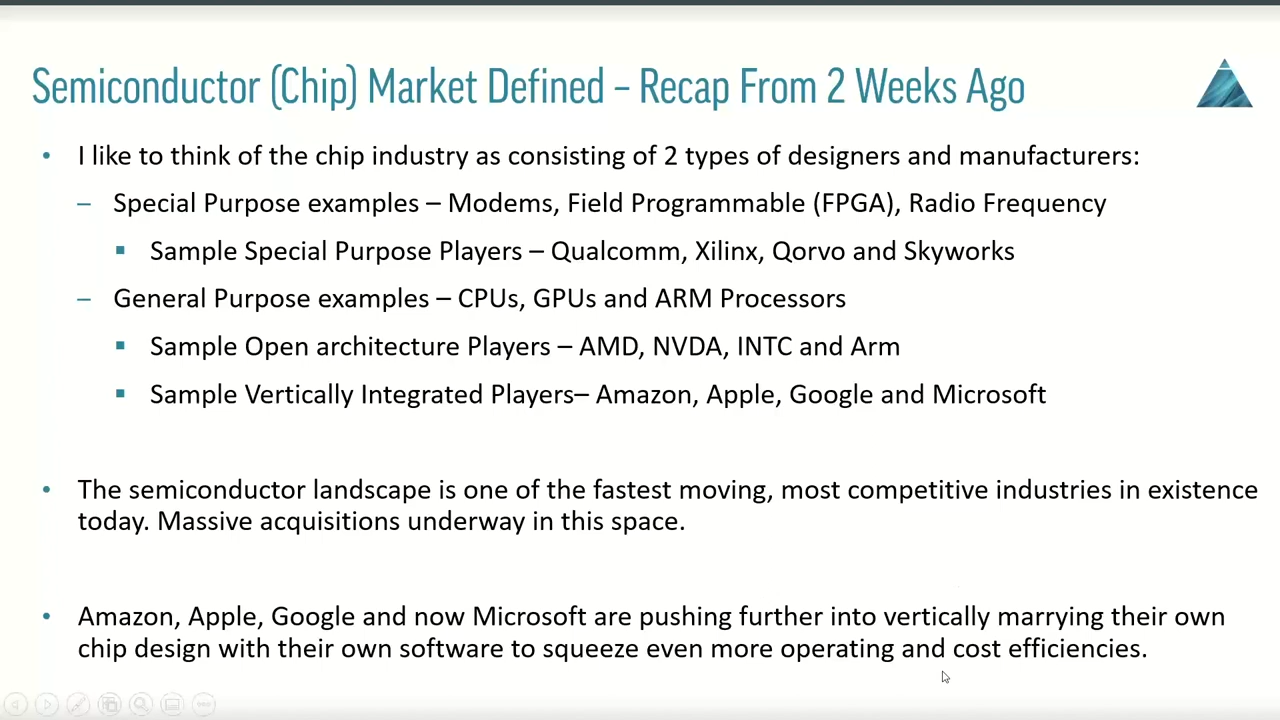 Semiconductor (Chip) Market Defined – Recap From 2 Weeks Ago
• I like to think of the chip industry as consisting of 2 types of designers and manufacturers:
– Special Purpose examples – Modems, Field Programmable (FPGA), Radio Frequency
▪ Sample Special Purpose Players – Qualcomm, Xilinx, Qorvo and Skyworks
– General Purpose examples – CPUs, GPUs and ARM Processors
▪ Sample Open architecture Players – AMD, NVDA, INTC and Arm
▪ Sample Vertically Integrated Players– Amazon, Apple, Google and Microsoft
• The semiconductor landscape is one of the fastest moving, most competitive industries in existence
today. Massive acquisitions underway in this space.
• Amazon, Apple, Google and now Microsoft are pushing further into vertically marrying their own
chip design with their own software to squeeze even more operating and cost efficiencies.